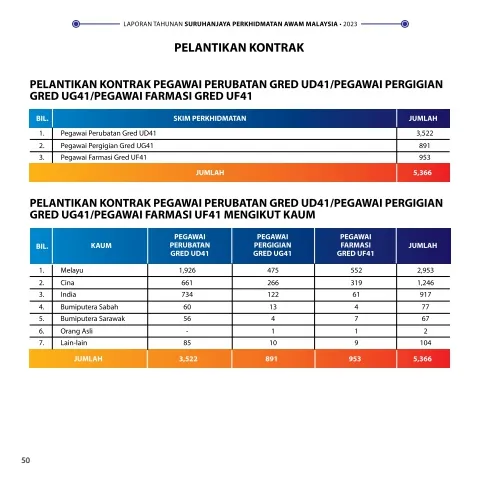 LAPORAN TAHUNAN SURUHANJAYA PERKHIDMATAN AWAM MALAYSIA • 2023
PELANTIKAN KONTRAK
PELANTIKAN KONTRAK PEGAWAI PERUBATAN GRED UD41/PEGAWAI PERGIGIAN
GRED UG41/PEGAWAI FARMASI GRED UF41
BIL. SKIM PERKHIDMATAN JUMLAH
1. Pegawai Perubatan Gred UD41 3,522
2. Pegawai Pergigian Gred UG41 891
3. Pegawai Farmasi Gred UF41 953
JUMLAH 5,366
PELANTIKAN KONTRAK PEGAWAI PERUBATAN GRED UD41/PEGAWAI PERGIGIAN
GRED UG41/PEGAWAI FARMASI UF41 MENGIKUT KAUM
BIL. KAUM PEGAWAI PERUBATAN GRED UD41 PEGAWAI PERGIGIAN GRED UG41 PEGAWAI FARMASI GRED UF41 JUMLAH
1. Melayu 1,926 475 552 2,953
2. Cina 661 266 319 1,246
3. India 734 122 61 917
4. Bumiputera Sabah 60 13 4 77
5. Bumiputera Sarawak 56 4 7 67
6. Orang Asli - 1 1 2
7. Lain-lain 85 10 9 104
JUMLAH 3,522 891 953 5,366
50